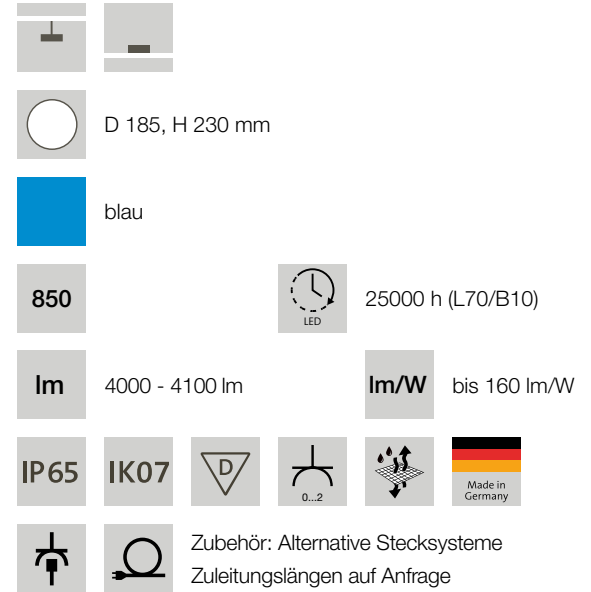 D 185, H 230 mm
blau
850
LED
25000 h (L70/B10)
lm
4000 - 4100 lm
lm/W
bis 160 lm/W
IP65
IK07
D
0...2
Made in
Germany
Zubehör: Alternative Stecksysteme
Zuleitungslängen auf Anfrage